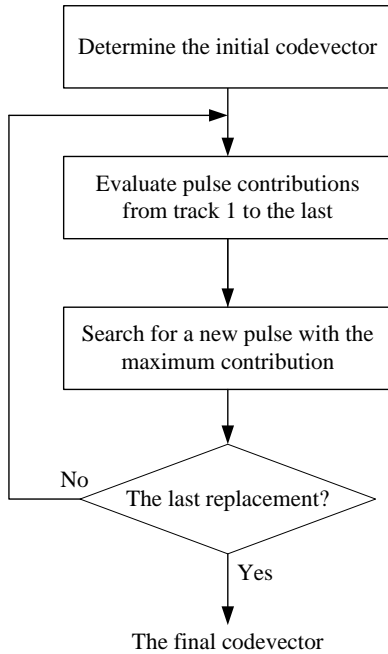 Determine the initial codevector
Evaluate pulse contributions
from track 1 to the last
Search for a new pulse with the
maximum contribution
No
The last replacement?
Yes
The final codevector